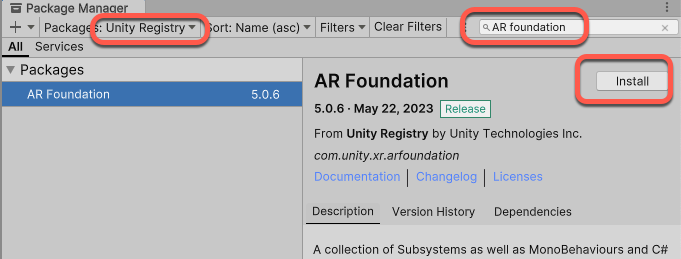 Package Manager
+ Packages: Unity Registry Sort: Name (asc) Filters Clear Filters AR foundation ×
All Services
Packages
AR Foundation 5.0.6
AR Foundation Install
5.0.6 · May 22, 2023 Release
From Unity Registry by Unity Technologies Inc.
com.unity.xr.arfoundation
Documentation Changelog Licenses
Description Version History Dependencies
A collection of Subsystems as well as MonoBehaviours and C#